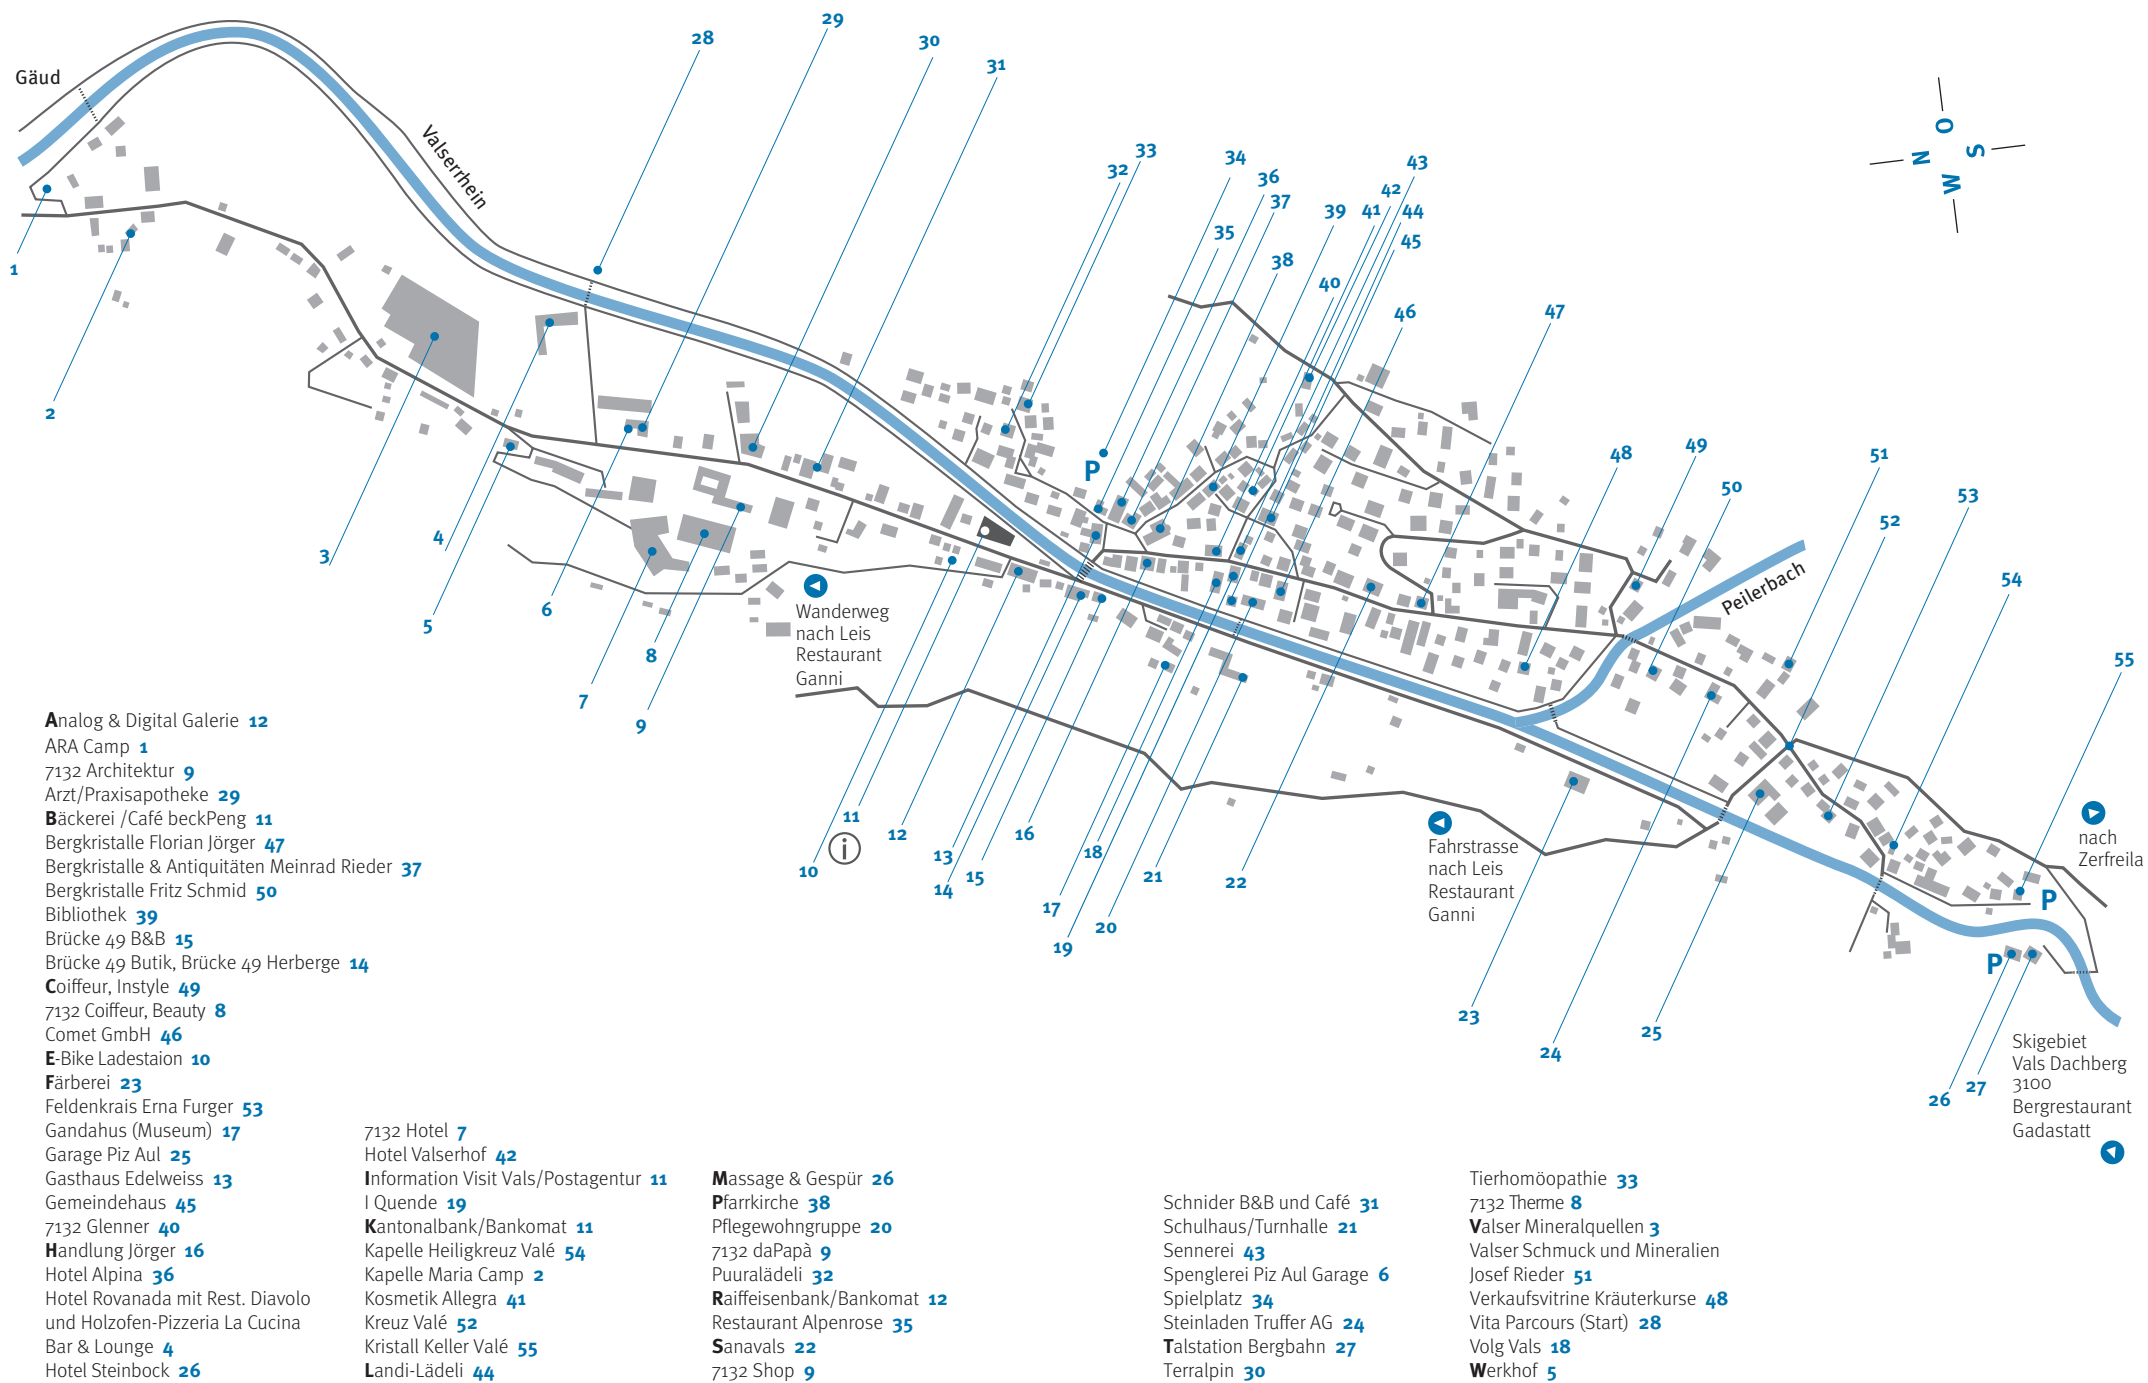 29
28
30
31
Gäud
Valserrhein
33
32
34
43
36
42
37
39
41
44
35
45
38
40
46
47
O
S
N
W
1
2
P
48
49
51
50
53
52
54
55
3
4
5
6
7
8
9
Peilerbach
Wanderweg
nach Leis
Restaurant
Ganni
10
11
i
12
13
14
15
16
17
18
19
20
21
22
Fahrstrasse
nach Leis
Restaurant
Ganni
23
24
25
26
27
nach
Zerfreila
P
P
Skigebiet
Vals Dachberg
3100
Bergrestaurant
Gadastatt
Analog & Digital Galerie 12
ARA Camp 1
7132 Architektur 9
Arzt/Praxisapotheke 29
Bäckerei /Café beckPeng 11
Bergkristalle Florian Jörger 47
Bergkristalle & Antiquitäten Meinrad Rieder 37
Bergkristalle Fritz Schmid 50
Bibliothek 39
Brücke 49 B&B 15
Brücke 49 Butik, Brücke 49 Herberge 14
Coiffeur, Instyle 49
7132 Coiffeur, Beauty 8
Comet GmbH 46
E-Bike Ladestaion 10
Färberei 23
Feldenkrais Erna Furger 53
Gandahus (Museum) 17
Garage Piz Aul 25
Gasthaus Edelweiss 13
Gemeindehaus 45
7132 Glenner 40
Handlung Jörger 16
Hotel Alpina 36
Hotel Rovanada mit Rest. Diavolo
und Holzofen-Pizzeria La Cucina
Bar & Lounge 4
Hotel Steinbock 26
7132 Hotel 7
Hotel Valserhof 42
Information Visit Vals/Postagentur 11
I Quende 19
Kantonalbank/Bankomat 11
Kapelle Heiligkreuz Valé 54
Kapelle Maria Camp 2
Kosmetik Allegra 41
Kreuz Valé 52
Kristall Keller Valé 55
Landi-Lädeli 44
Massage & Gespür 26
Pfarrkirche 38
Pflegewohngruppe 20
7132 daPapà 9
Puuralädeli 32
Raiffeisenbank/Bankomat 12
Restaurant Alpenrose 35
Sanavals 22
7132 Shop 9
Schnider B&B und Café 31
Schulhaus/Turnhalle 21
Sennerei 43
Spenglerei Piz Aul Garage 6
Spielplatz 34
Steinladen Truffer AG 24
Talstation Bergbahn 27
Terralpin 30
Tierhomöopathie 33
7132 Therme 8
Valser Mineralquellen 3
Valser Schmuck und Mineralien
Josef Rieder 51
Verkaufsvitrine Kräuterkurse 48
Vita Parcours (Start) 28
Volg Vals 18
Werkhof 5